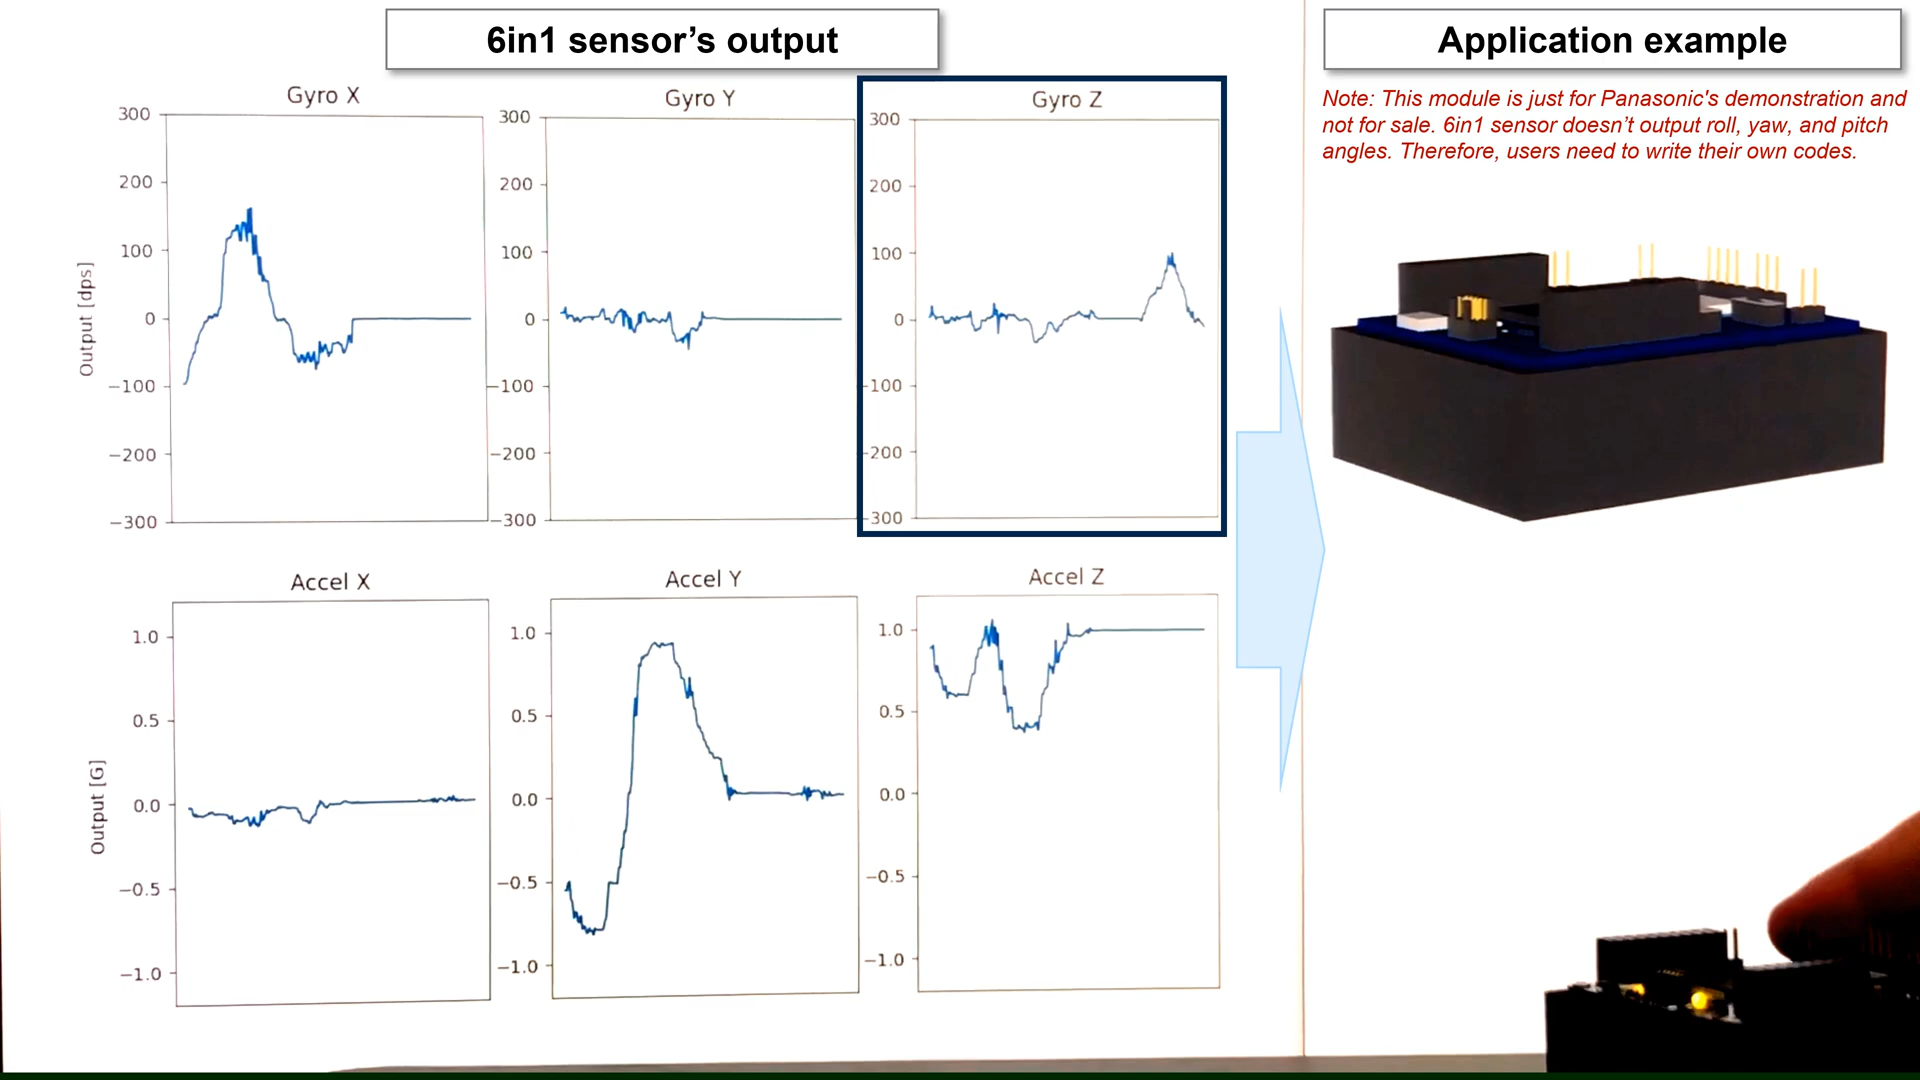 6in1 sensor’s output
Application example
Note: This module is just for Panasonic's demonstration and
not for sale. 6in1 sensor doesn’t output roll, yaw, and pitch
angles. Therefore, users need to write their own codes.
Gyro X
Gyro Y
Gyro Z
Output [dps]
300
200
100
0
−100
−200
−300
300
200
100
0
−100
−200
−300
300
200
100
0
-100
-200
-300
Accel X
Accel Y
Accel Z
Output [G]
1.0
0.5
0.0
−0.5
−1.0
1.0
0.5
0.0
−0.5
−1.0
1.0
0.5
0.0
−0.5
−1.0